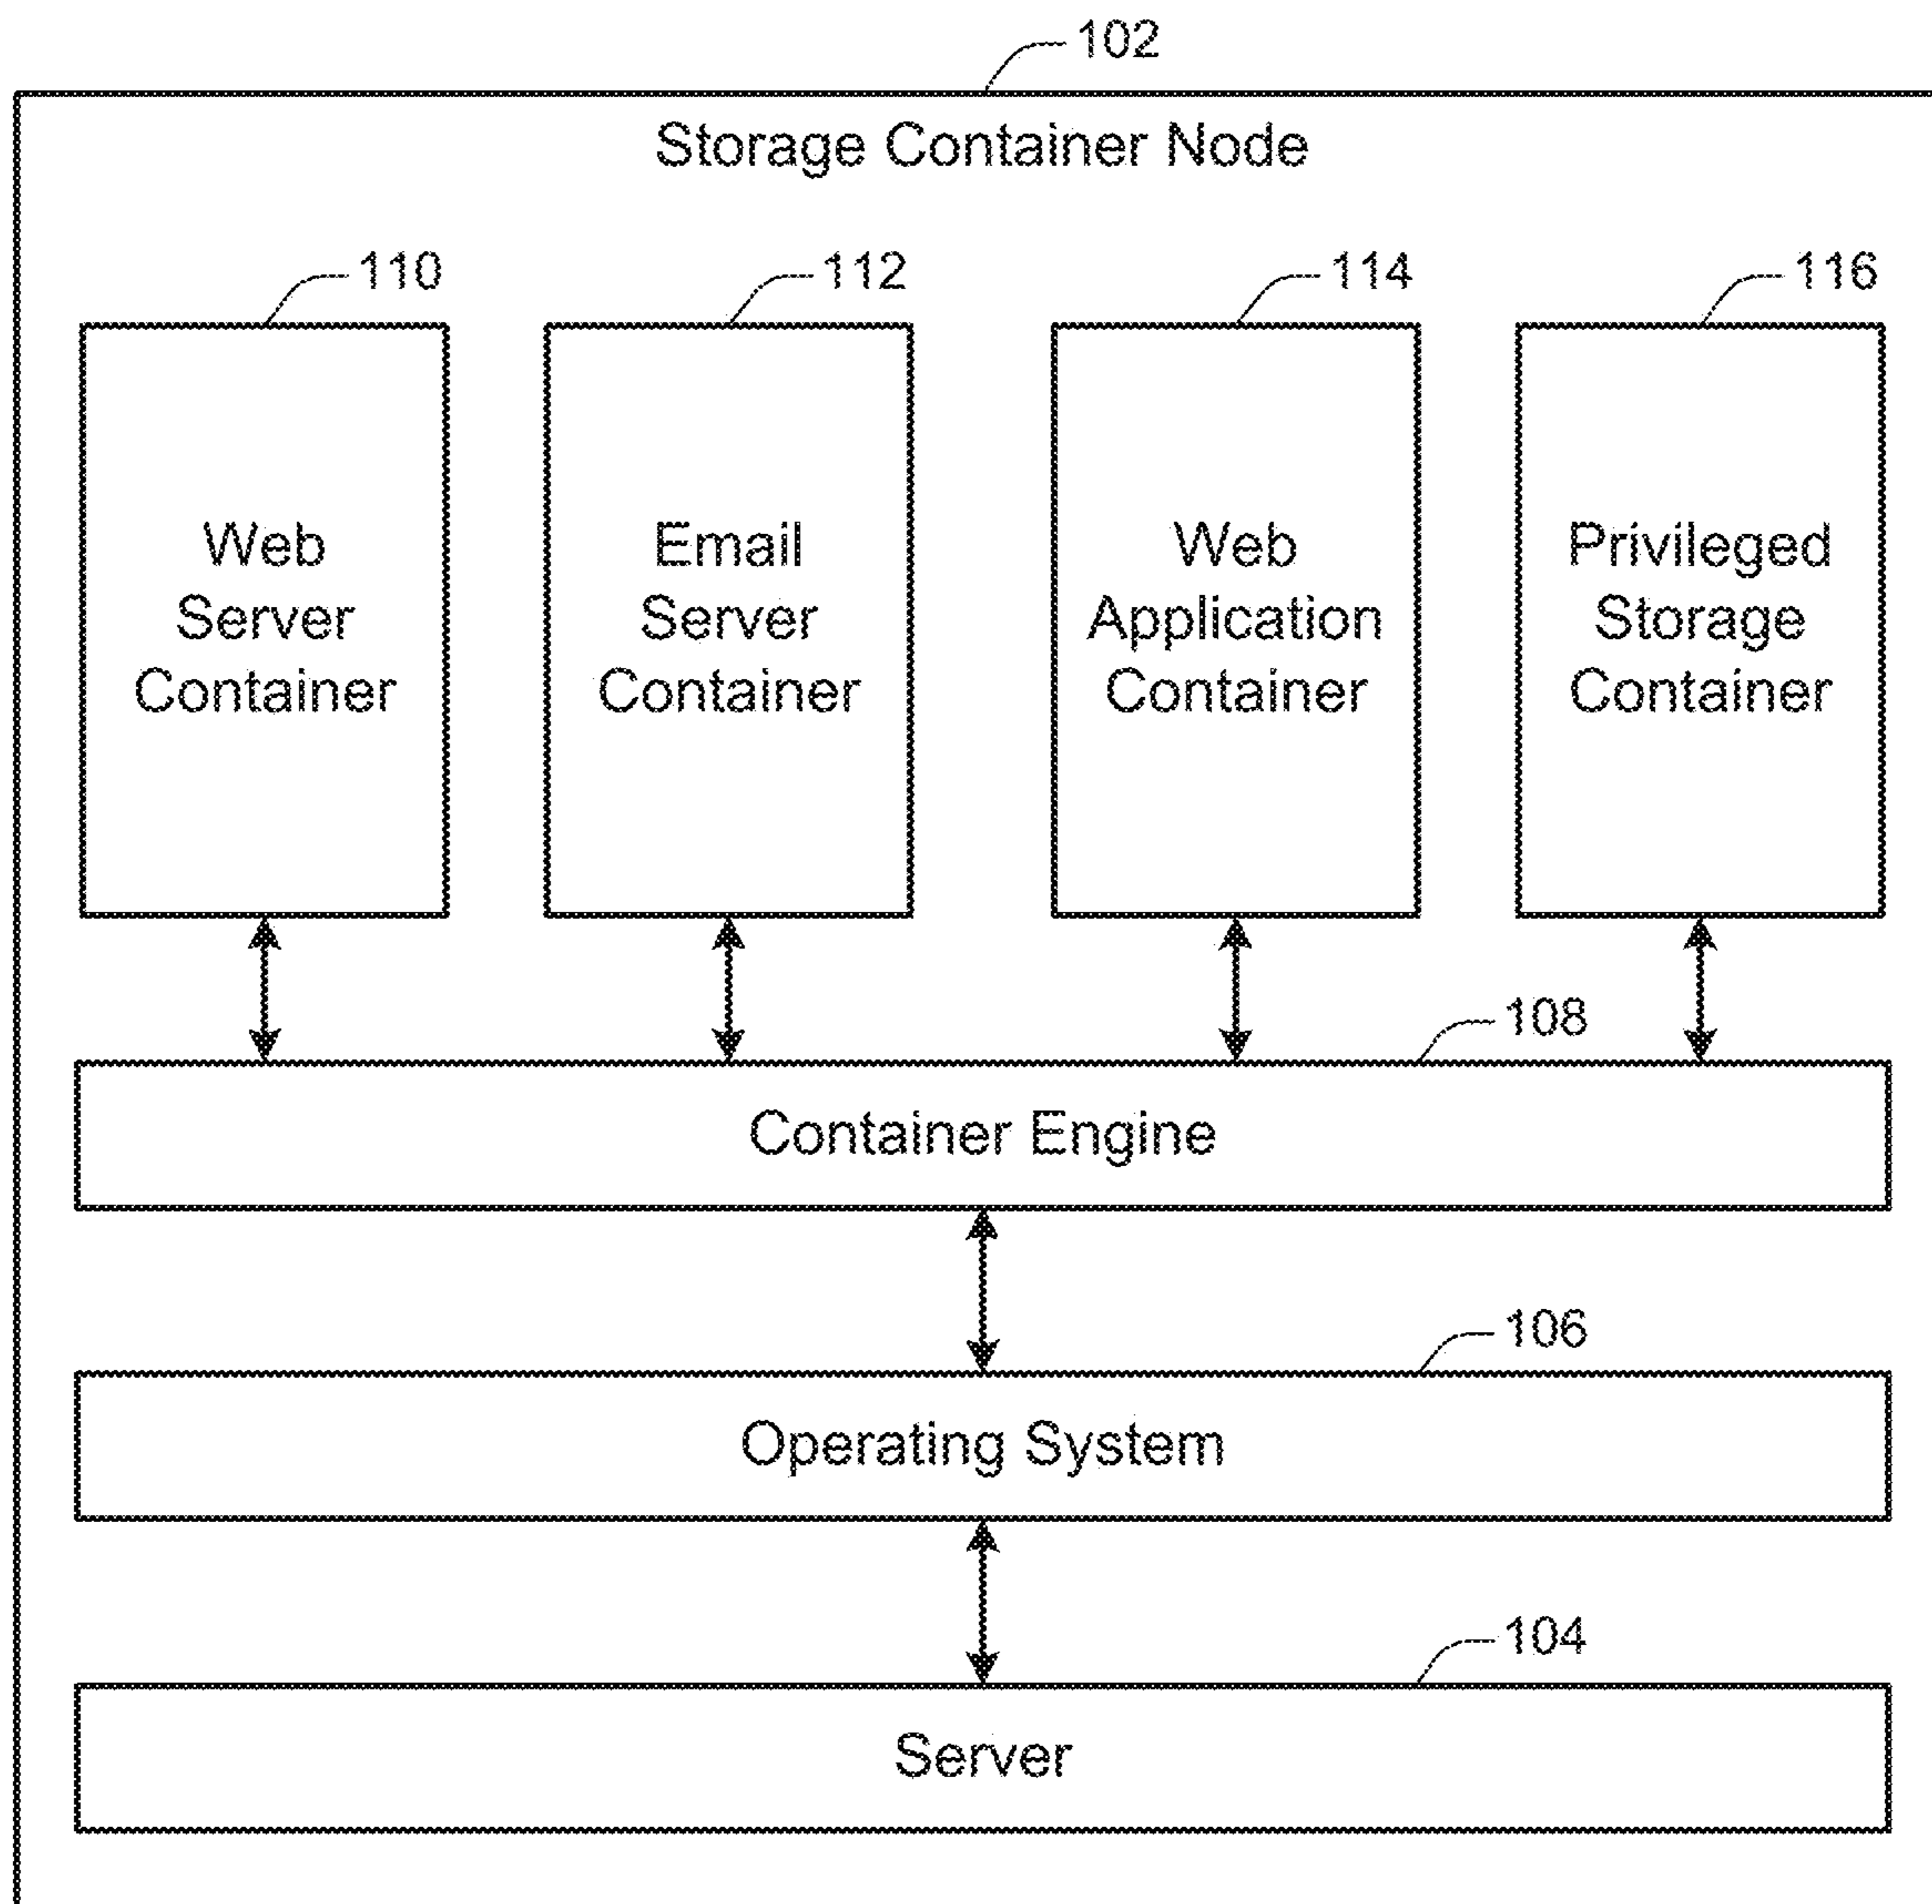 102
Storage Container Node
110
112
114
116
Web
Server
Container
Email
Server
Container
Web
Application
Container
Privileged
Storage
Container
108
Container Engine
106
Operating System
104
Server